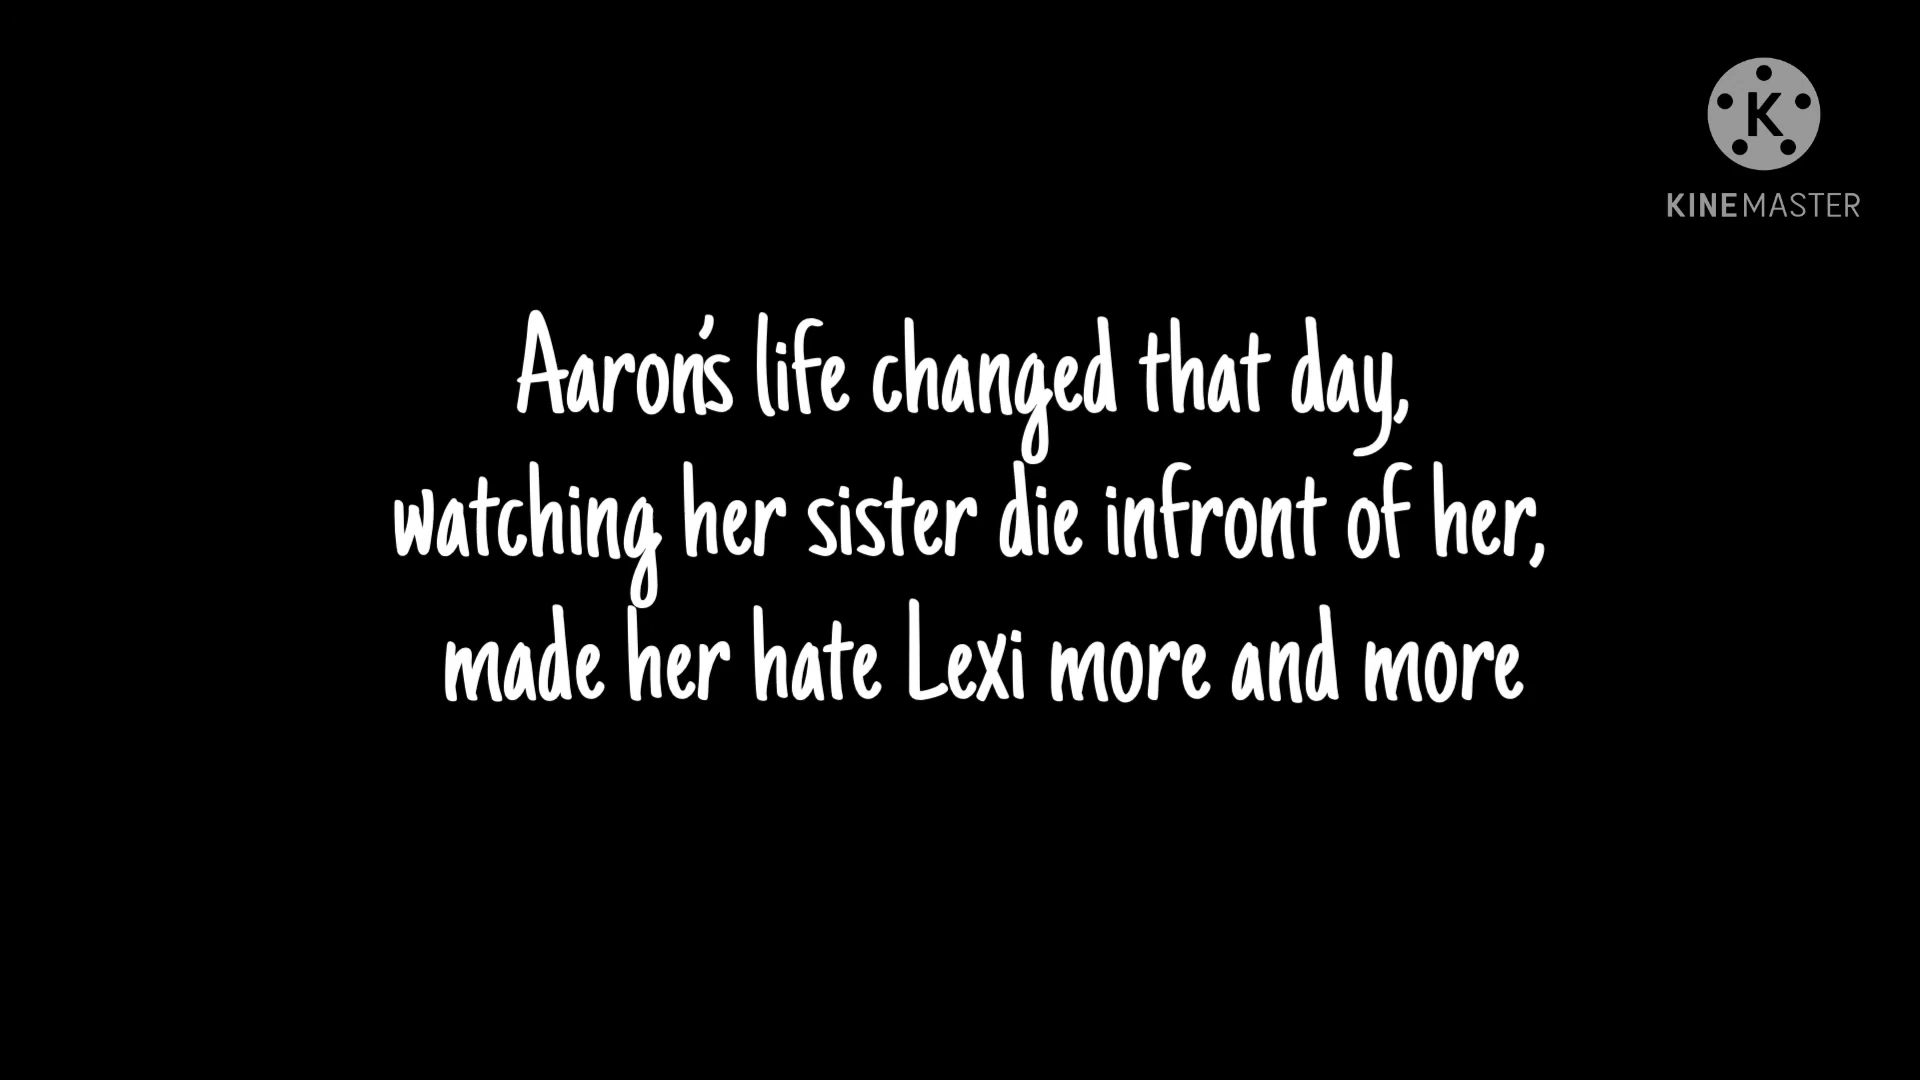 K
KINEMASTER
Aaron's life changed that day,
watching her sister die infront of her,
made her hate Lexi more and more